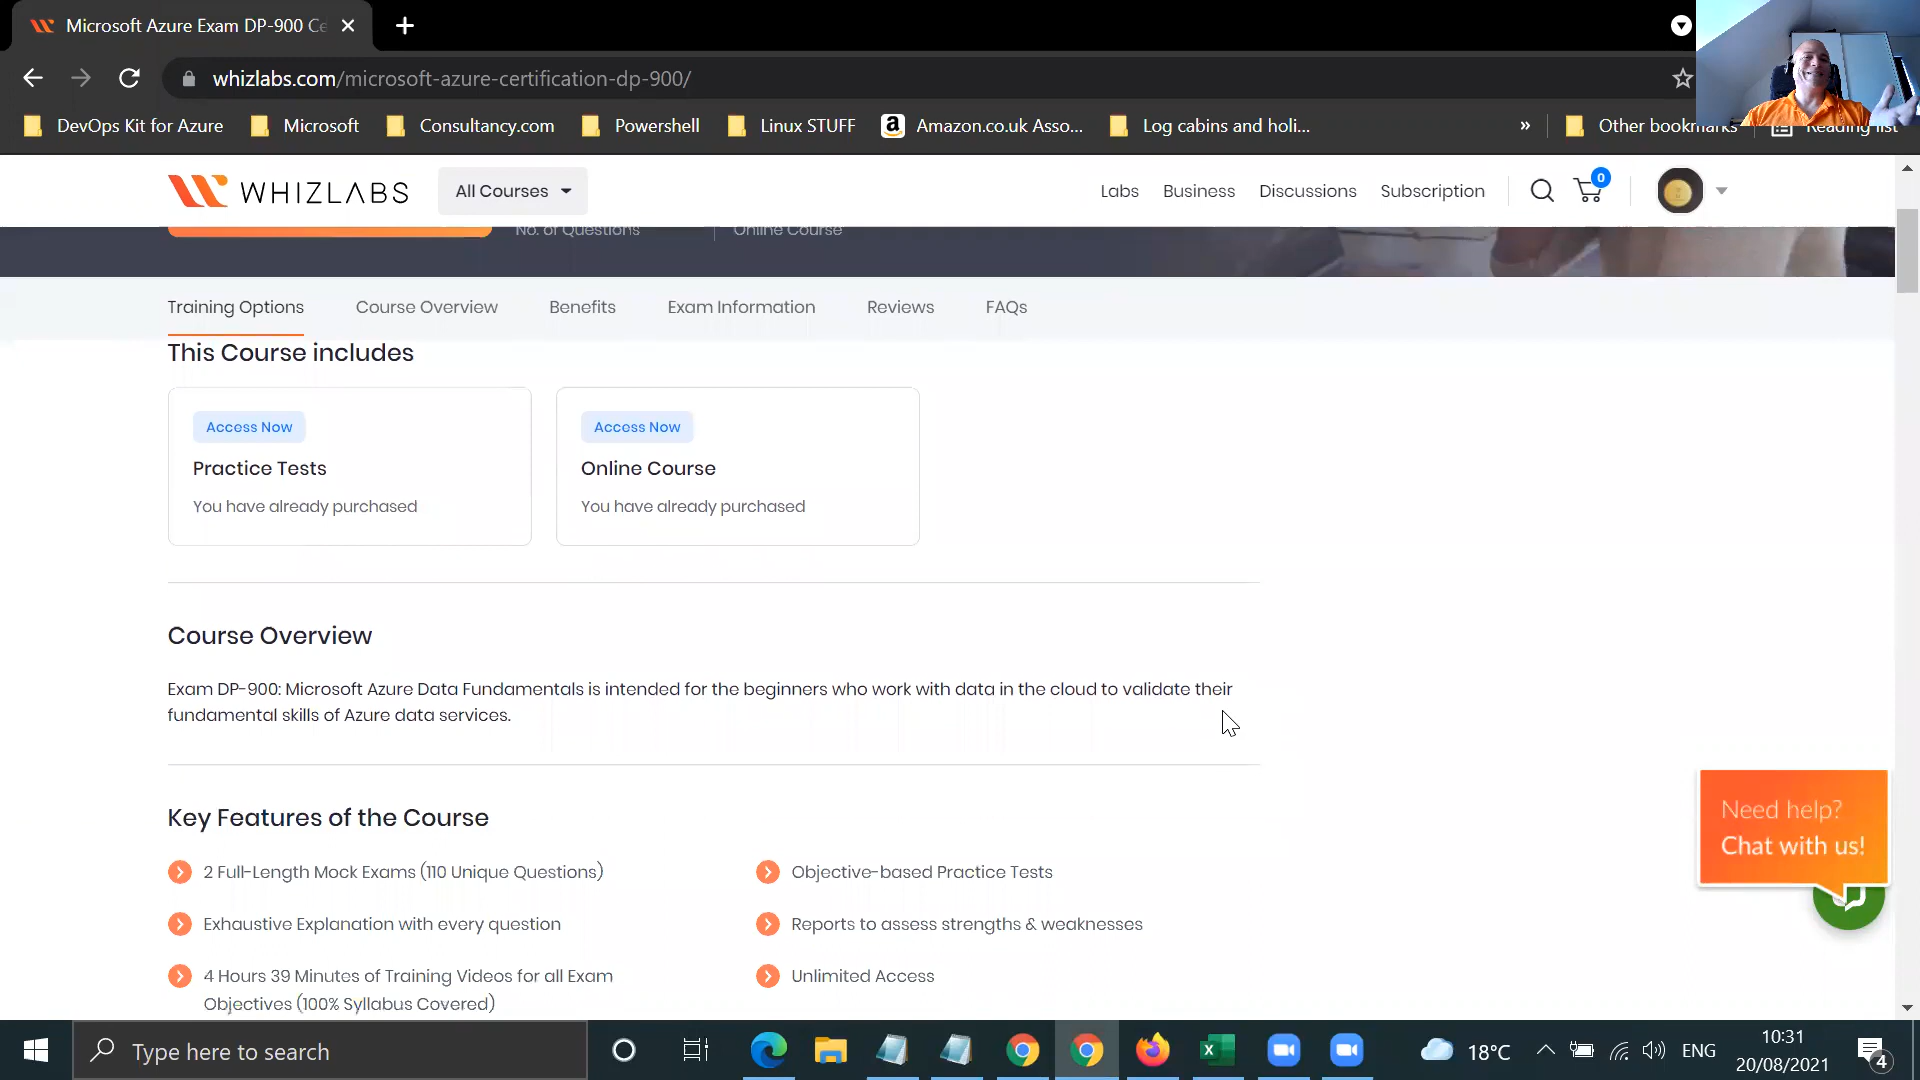 Microsoft Azure Exam DP-900 Ce
whizlabs.com/microsoft-azure-certification-dp-900/
DevOps Kit for Azure
Microsoft
Consultancy.com
Powershell
Linux STUFF
Amazon.co.uk Asso...
Log cabins and holi...
»
Other bookmarks
Reading list
WHIZLABS
All Courses
Labs
Business
Discussions
Subscription
0
No. of Questions
Online Course
Training Options
Course Overview
Benefits
Exam Information
Reviews
FAQs
This Course includes
Access Now
Practice Tests
You have already purchased
Access Now
Online Course
You have already purchased
Course Overview
Exam DP-900: Microsoft Azure Data Fundamentals is intended for the beginners who work with data in the cloud to validate their
fundamental skills of Azure data services.
Key Features of the Course
2 Full-Length Mock Exams (110 Unique Questions)
Objective-based Practice Tests
Exhaustive Explanation with every question
Reports to assess strengths & weaknesses
4 Hours 39 Minutes of Training Videos for all Exam
Objectives (100% Syllabus Covered)
Unlimited Access
Need help?
Chat with us!
Type here to search
18°C
ENG
10:31
20/08/2021
4